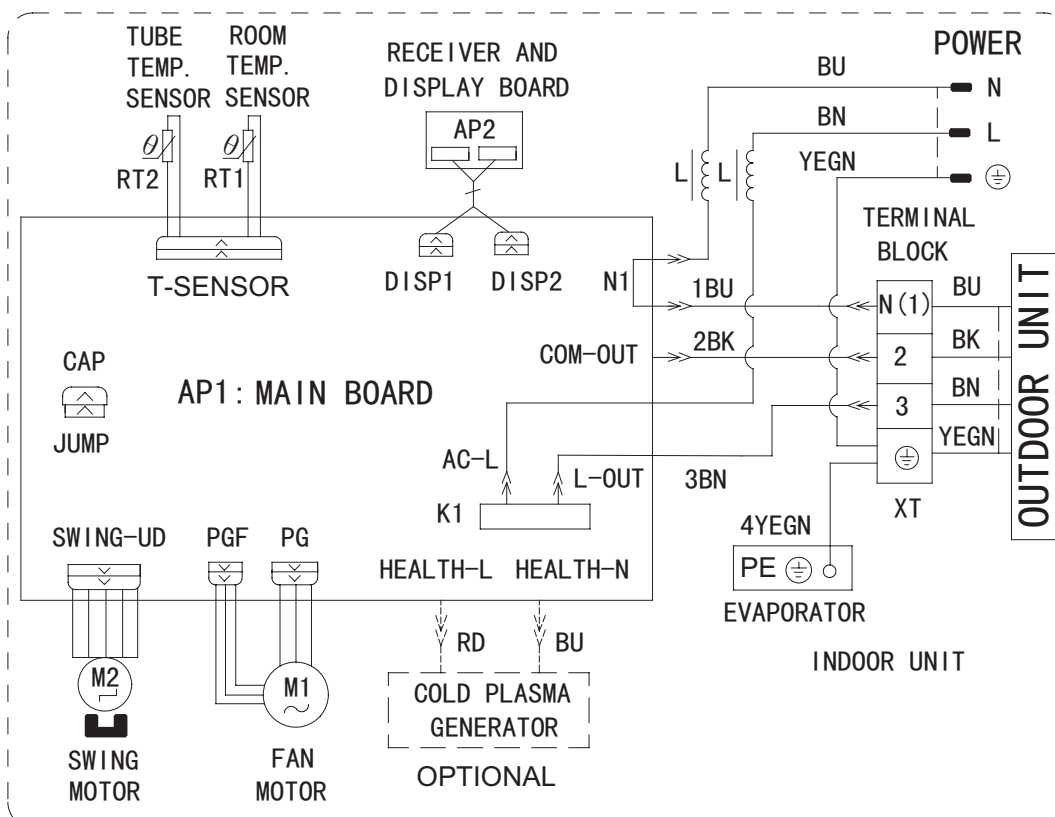 TUBE
TEMP.
SENSOR
ROOM
TEMP.
SENSOR
RECEIVER AND
DISPLAY BOARD
AP2
POWER
BU
N
BN
L
YEGN
L
L
θ
RT2
θ
RT1
TERMINAL
BLOCK
T-SENSOR
DISP1
DISP2
N1
1BU
N(1)
BU
COM-OUT
2BK
2
BK
3
BN
YEGN
OUTDOOR UNIT
CAP
JUMP
AP1: MAIN BOARD
AC-L
L-OUT
3BN
K1
XT
SWING-UD
PGF
PG
HEALTH-L
HEALTH-N
4YEGN
PE
EVAPORATOR
RD
BU
INDOOR UNIT
M2
M1
COLD PLASMA
GENERATOR
SWING
MOTOR
FAN
MOTOR
OPTIONAL